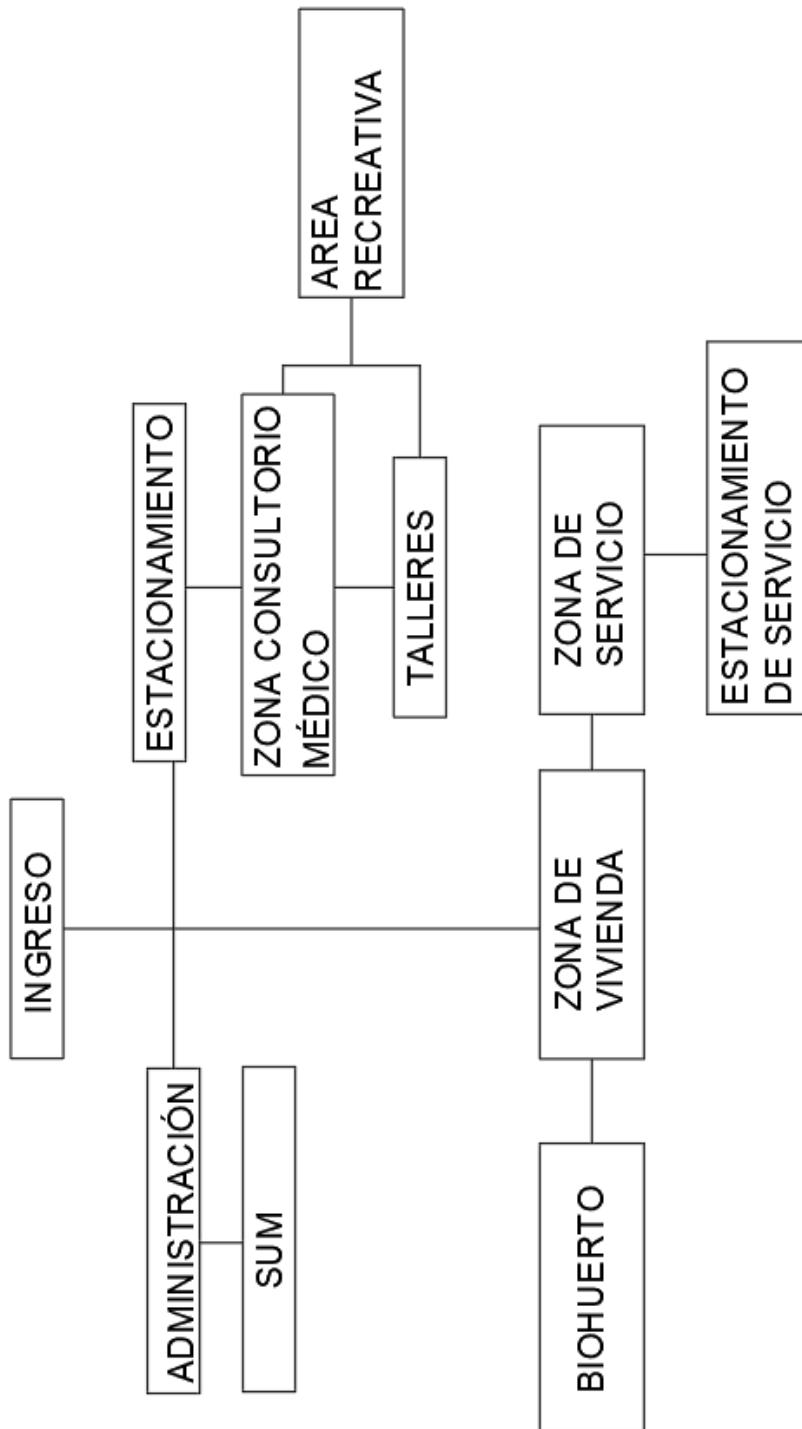 INGRESO
ADMINISTRACIÓN
ESTACIONAMIENTO
SUM
ZONA CONSULTORIO
MÉDICO
AREA
RECREATIVA
TALLERES
BIOHUERTO
ZONA DE
VIVIENDA
ZONA DE
SERVICIO
ESTACIONAMIENTO
DE SERVICIO